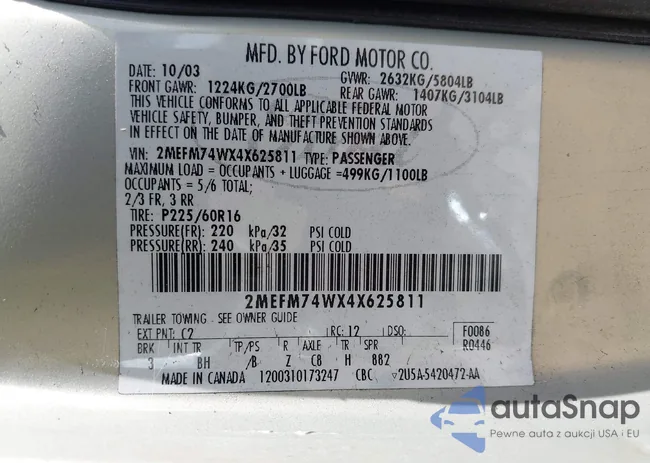 MFD. BY FORD MOTOR CO.
DATE: 10/03 GVWR: 2632KG/5804LB
FRONT GAWR: 1224KG/2700LB REAR GAWR: 1407KG/3104LB
THIS VEHICLE CONFORMS TO ALL APPLICABLE FEDERAL MOTOR
VEHICLE SAFETY, BUMPER, AND THEFT PREVENTION STANDARDS
IN EFFECT ON THE DATE OF MANUFACTURE SHOWN ABOVE.
VIN: 2MEFM74WX4X625811 TYPE: PASSENGER
MAXIMUM LOAD = OCCUPANTS + LUGGAGE =499KG/1100LB
OCCUPANTS = 5/6 TOTAL;
2/3 FR, 3 RR
TIRE: P225/60R16
PRESSURE(FR): 220 kPa/32 PSI COLD
PRESSURE(RR): 240 kPa/35 PSI COLD
2MEFM74WX4X625811
TRAILER TOWING - SEE OWNER GUIDE
EXT PNT: C2 RC: 12 DSO: F0086
BRK INT TR TP/PS R AXLE TR SPR R0446
3 BH /B Z C8 H 882
MADE IN CANADA 1200310173247 CBC ▽2U5A-5420472-AA
autaSnap
Pewne auta z aukcji USA i EU